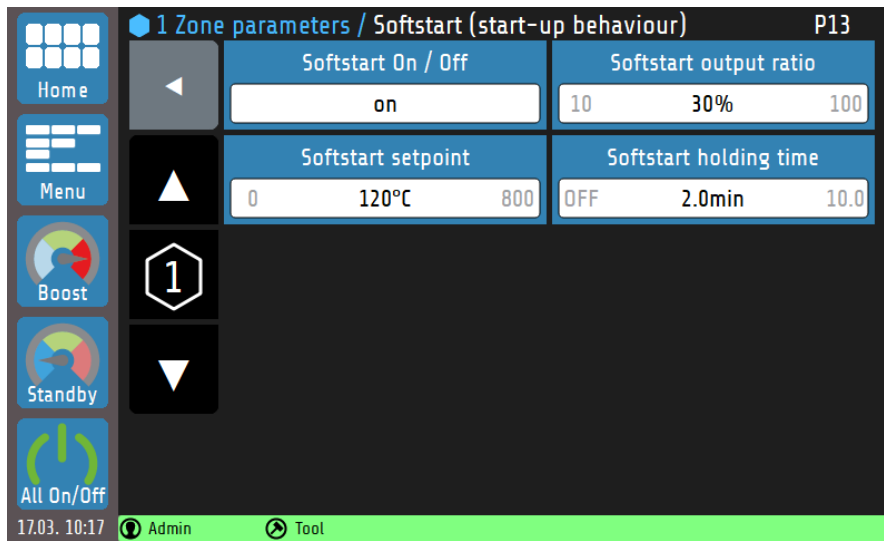 1 Zone parameters / Softstart (start-up behaviour) P13
Home
Menu
Boost
Standby
All On/Off
17.03. 10:17
1
Softstart On / Off
on
Softstart output ratio
10 30% 100
Softstart setpoint
0 120°C 800
Softstart holding time
OFF 2.0min 10.0
Admin
Tool